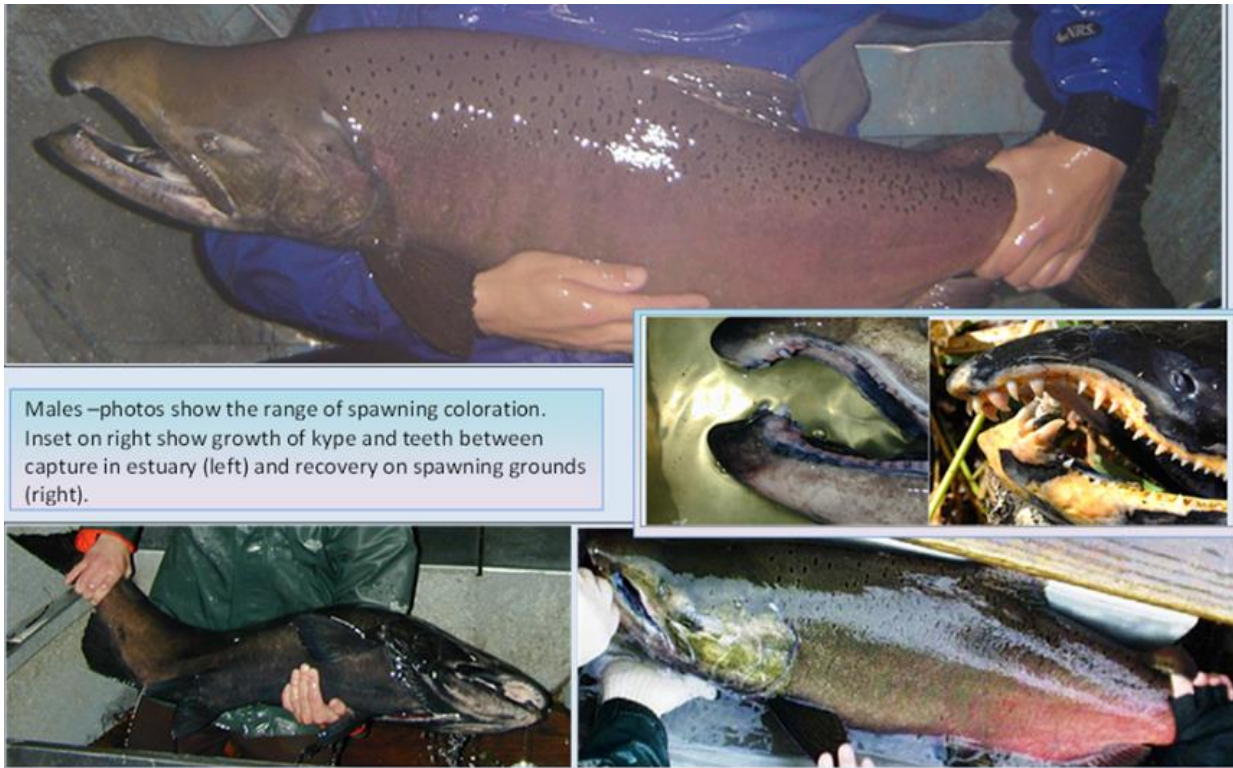 NRS.
Males –photos show the range of spawning coloration.
Inset on right show growth of kype and teeth between
capture in estuary (left) and recovery on spawning grounds
(right).